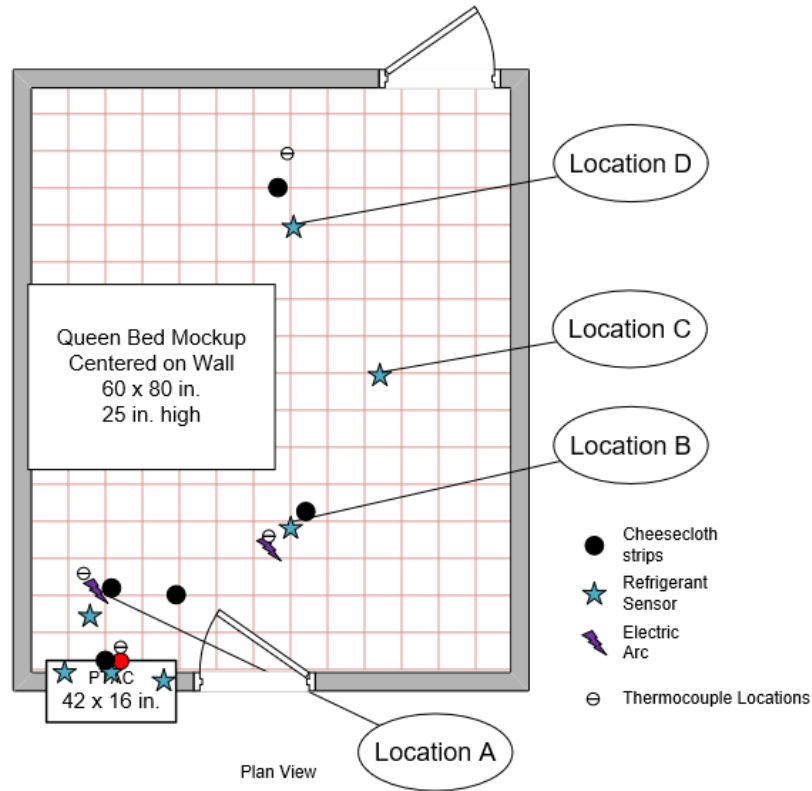 Location D
Queen Bed Mockup
Centered on Wall
60 x 80 in.
25 in. high
Location C
Location B
Cheesecloth
strips
Refrigerant
Sensor
Electric
Arc
Thermocouple Locations
PTAC
42 x 16 in.
Location A
Plan View